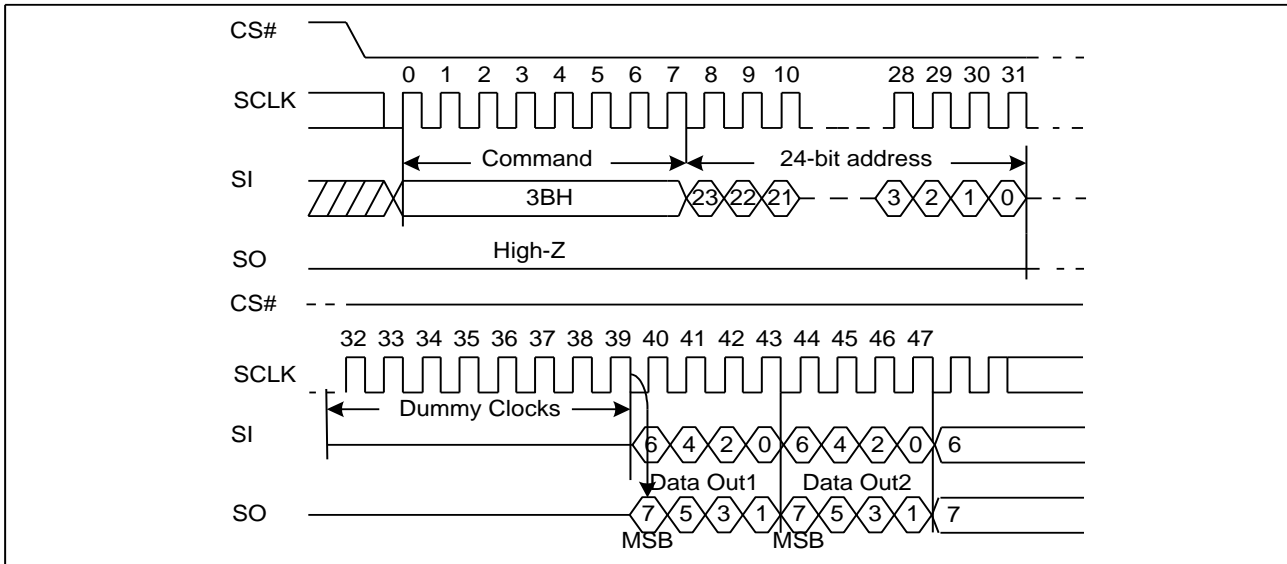 CS#
0 1 2 3 4 5 6 7 8 9 10 28 29 30 31
SCLK
Command 24-bit address
SI
3BH 23 22 21 3 2 1 0
High-Z
SO
CS#
32 33 34 35 36 37 38 39 40 41 42 43 44 45 46 47
SCLK
Dummy Clocks
SI 6 4 2 0 6 4 2 0 6
Data Out1 Data Out2
SO 7 5 3 1 7 5 3 1 7
MSB MSB